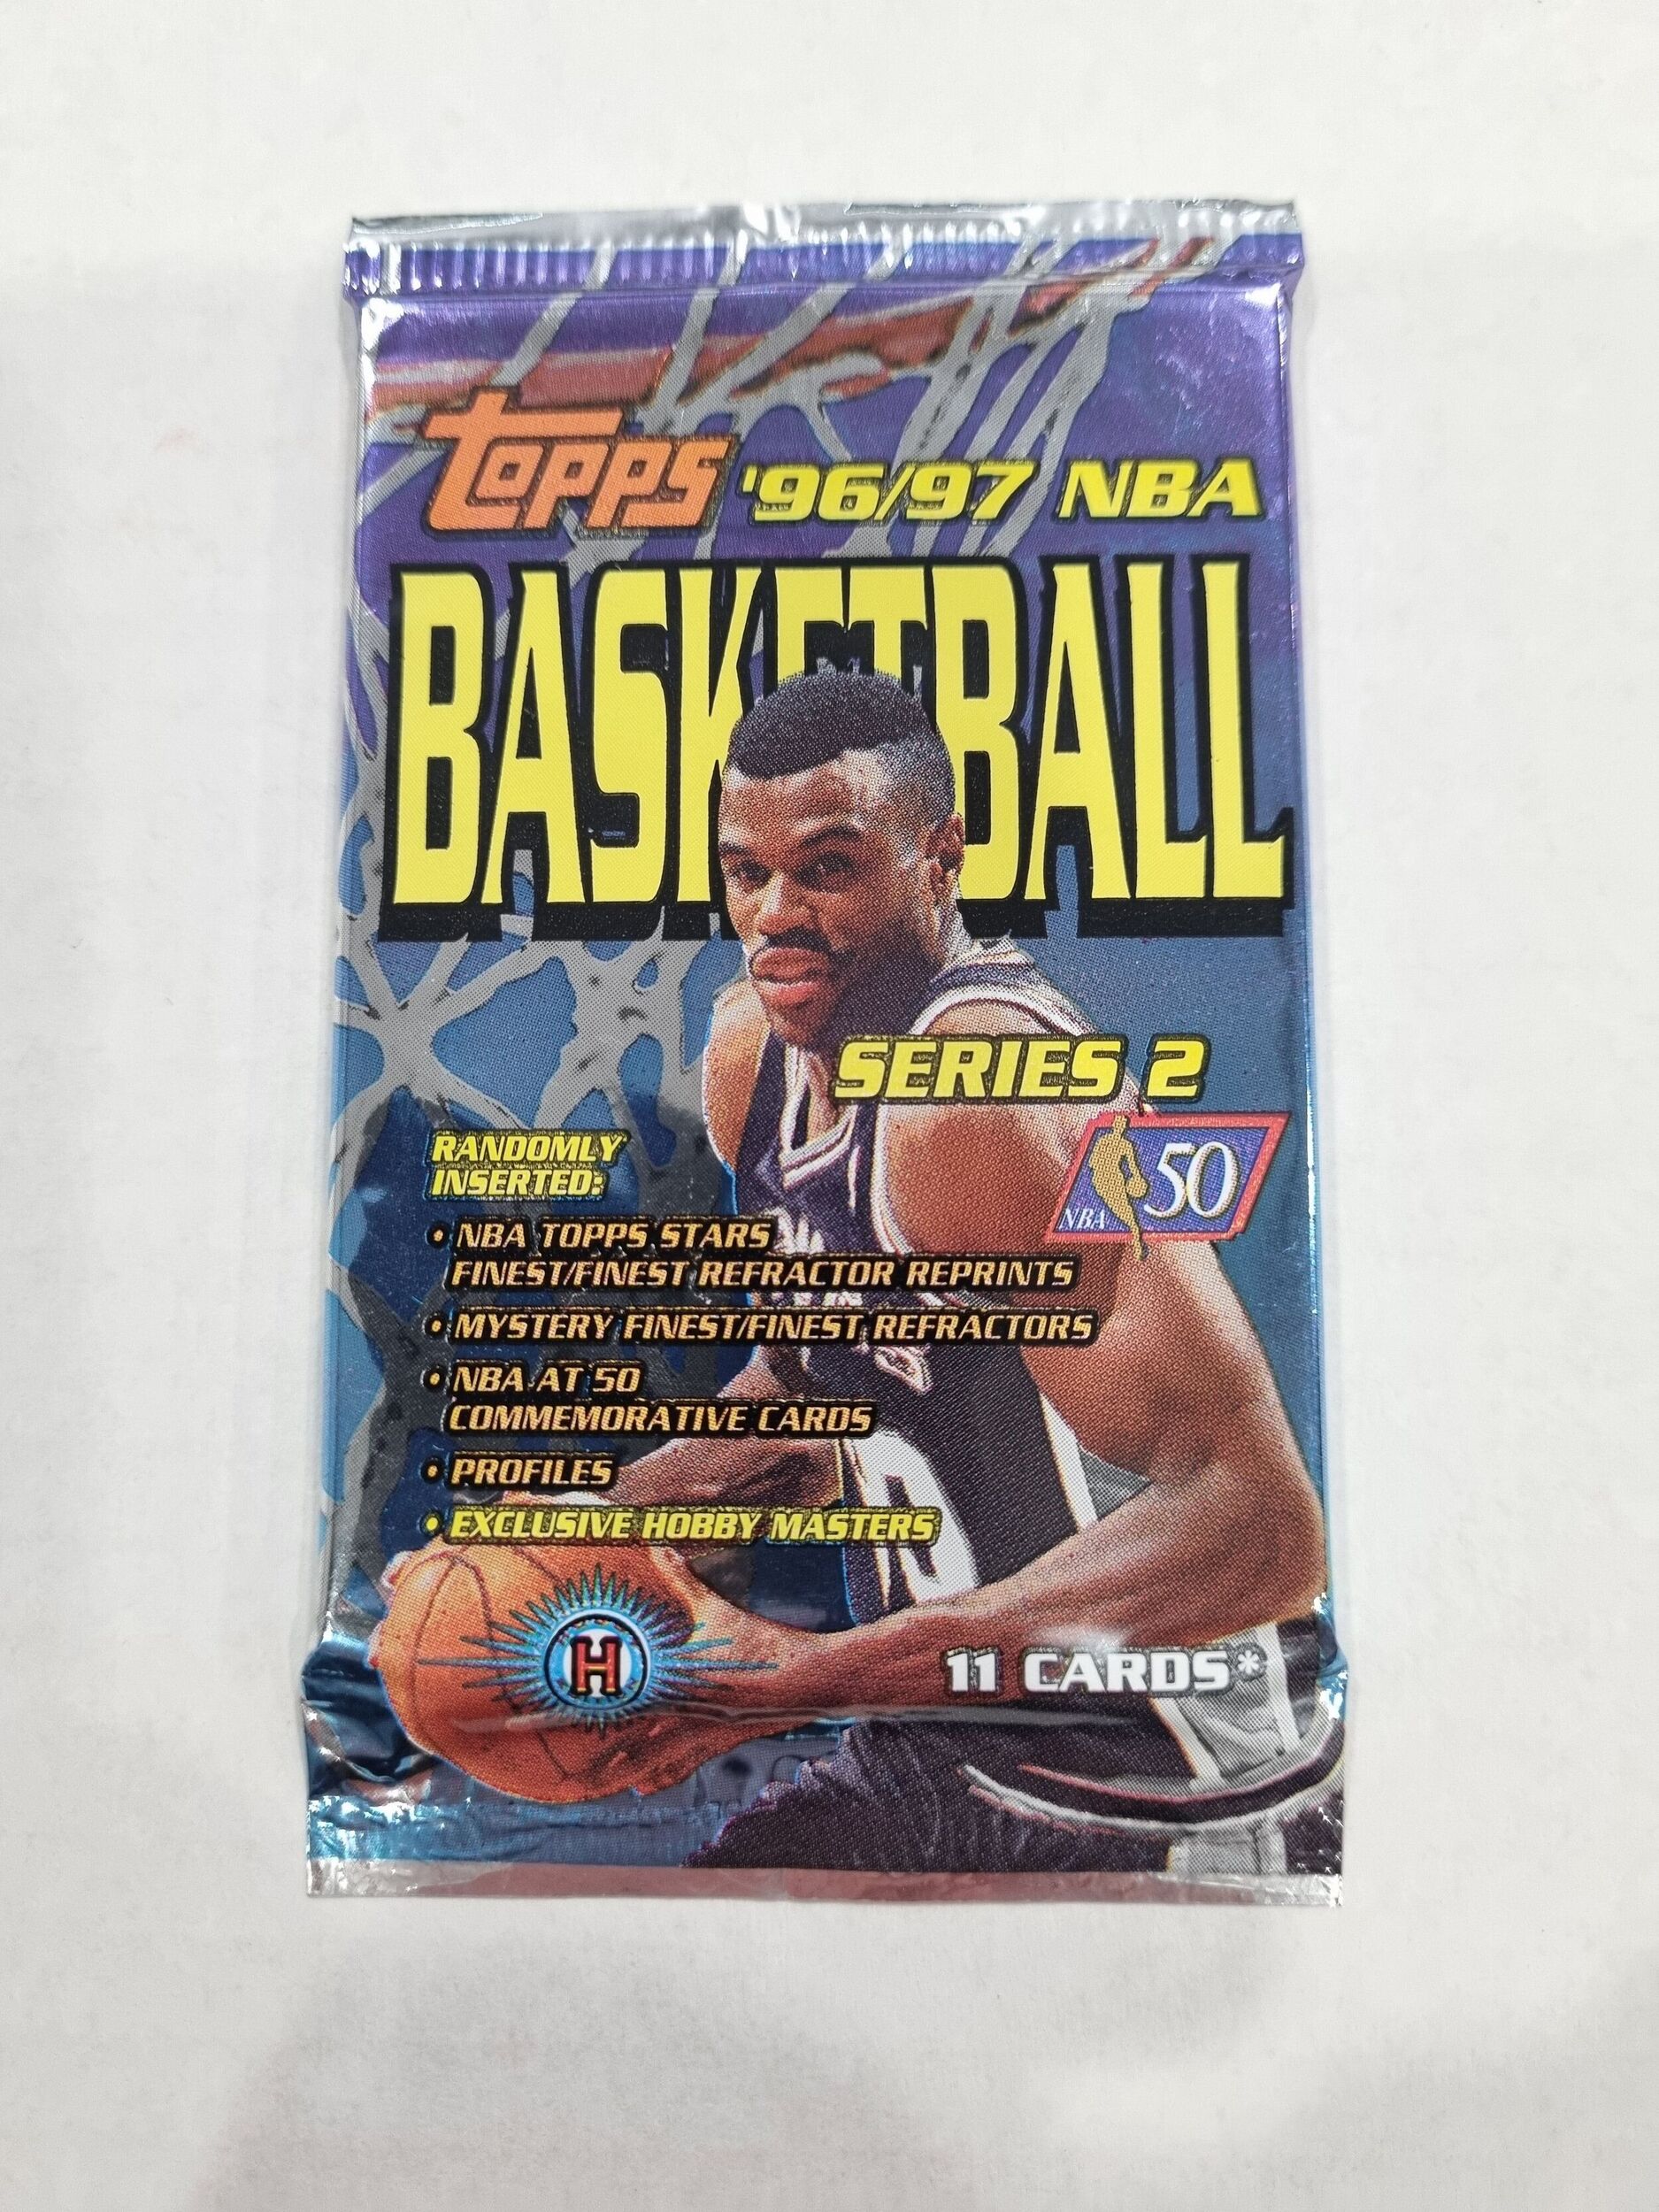 Topps '96/97 NBA
BASKETBALL
SERIES 2
NBA 50
RANDOMLY
INSERTED:
• NBA TOPPS STARS
FINEST/FINEST REFRACTOR REPRINTS
• MYSTERY FINEST/FINEST REFRACTORS
• NBA AT 50
COMMEMORATIVE CARDS
• PROFILES
• EXCLUSIVE HOBBY MASTERS
H
11 CARDS*